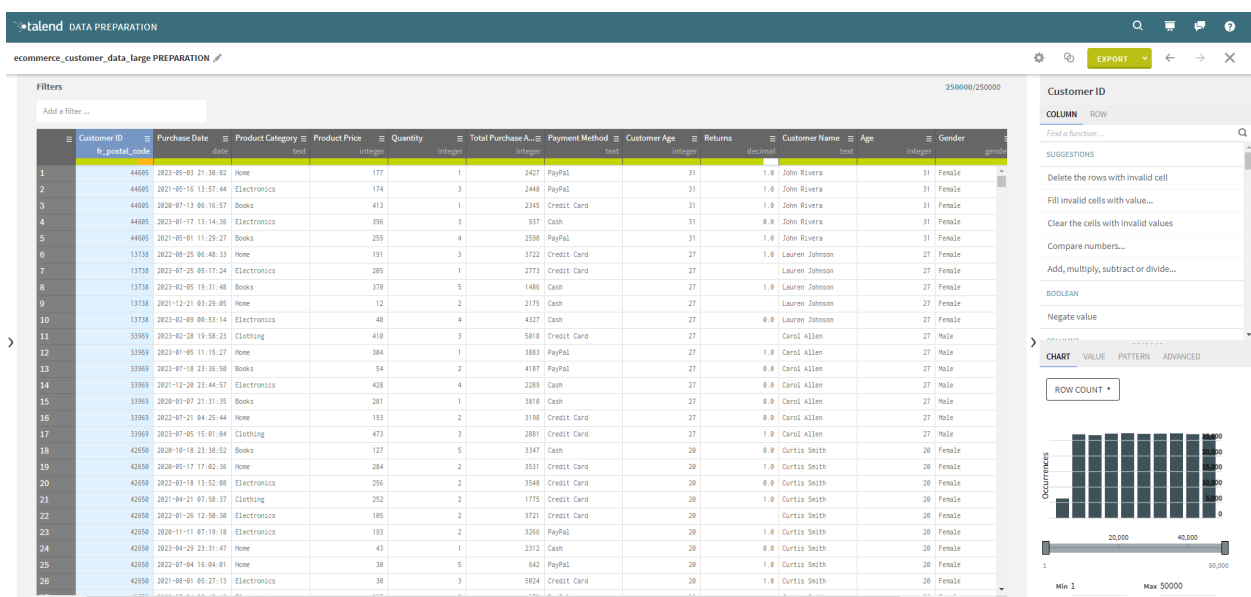 talend DATA PREPARATION
ecommerce_customer_data_large PREPARATION
EXPORT
Filters
250000/250000
Add a filter ...
Customer ID Purchase Date Product Category Product Price Quantity Total Purchase A... Payment Method Customer Age Returns Customer Name Age Gender
fr_postal_code date text integer integer integer text integer decimal text integer gende
1 44605 2023-05-03 21:30:02 Home 177 1 2427 PayPal 31 1.0 John Rivera 31 Female
2 44605 2021-05-16 13:57:44 Electronics 174 3 2448 PayPal 31 1.0 John Rivera 31 Female
3 44605 2020-07-13 06:16:57 Books 413 1 2345 Credit Card 31 1.0 John Rivera 31 Female
4 44605 2023-01-17 13:14:36 Electronics 396 3 937 Cash 31 0.0 John Rivera 31 Female
5 44605 2021-05-01 11:29:27 Books 259 4 2598 PayPal 31 1.0 John Rivera 31 Female
6 13738 2022-08-25 06:48:33 Home 191 3 3722 Credit Card 27 1.0 Lauren Johnson 27 Female
7 13738 2023-07-25 05:17:24 Electronics 205 1 2773 Credit Card 27 Lauren Johnson 27 Female
8 13738 2023-02-05 19:31:48 Books 370 5 1486 Cash 27 1.0 Lauren Johnson 27 Female
9 13738 2021-12-21 03:29:05 Home 12 2 2175 Cash 27 Lauren Johnson 27 Female
10 13738 2023-02-09 00:53:14 Electronics 40 4 4327 Cash 27 0.0 Lauren Johnson 27 Female
11 33969 2023-02-28 19:58:23 Clothing 410 3 5018 Credit Card 27 Carol Allen 27 Male
12 33969 2023-01-05 11:15:27 Home 304 1 3883 PayPal 27 1.0 Carol Allen 27 Male
13 33969 2023-07-18 23:36:50 Books 54 2 4187 PayPal 27 0.0 Carol Allen 27 Male
14 33969 2021-12-20 23:44:57 Electronics 428 4 2289 Cash 27 0.0 Carol Allen 27 Male
15 33969 2020-03-07 21:31:35 Books 281 1 3810 Cash 27 0.0 Carol Allen 27 Male
16 33969 2022-07-21 04:25:44 Home 193 2 3198 Credit Card 27 0.0 Carol Allen 27 Male
17 33969 2023-07-05 15:01:04 Clothing 473 3 2881 Credit Card 27 1.0 Carol Allen 27 Male
18 42650 2020-10-18 23:38:52 Books 127 5 3347 Cash 20 0.0 Curtis Smith 20 Female
19 42650 2020-05-17 17:02:36 Home 284 2 3531 Credit Card 20 1.0 Curtis Smith 20 Female
20 42650 2022-03-18 13:52:08 Electronics 256 2 3548 Credit Card 20 0.0 Curtis Smith 20 Female
21 42650 2021-04-21 07:58:37 Clothing 252 2 1775 Credit Card 20 1.0 Curtis Smith 20 Female
22 42650 2022-01-26 12:50:30 Electronics 105 2 3721 Credit Card 20 Curtis Smith 20 Female
23 42650 2020-11-11 07:19:18 Electronics 193 2 3266 PayPal 20 1.0 Curtis Smith 20 Female
24 42650 2023-04-29 23:31:47 Home 43 1 2312 Cash 20 0.0 Curtis Smith 20 Female
25 42650 2022-07-04 16:04:01 Home 30 5 642 PayPal 20 1.0 Curtis Smith 20 Female
26 42650 2021-08-01 05:27:13 Electronics 30 3 5024 Credit Card 20 1.0 Curtis Smith 20 Female
Customer ID
COLUMN ROW
Find a function ...
SUGGESTIONS
Delete the rows with invalid cell
Fill invalid cells with value...
Clear the cells with invalid values
Compare numbers...
Add, multiply, subtract or divide...
BOOLEAN
Negate value
CHART VALUE PATTERN ADVANCED
ROW COUNT
Occurrences
15,000
10,000
5,000
0
20,000 40,000
1 50,000
Min 1 Max 50000